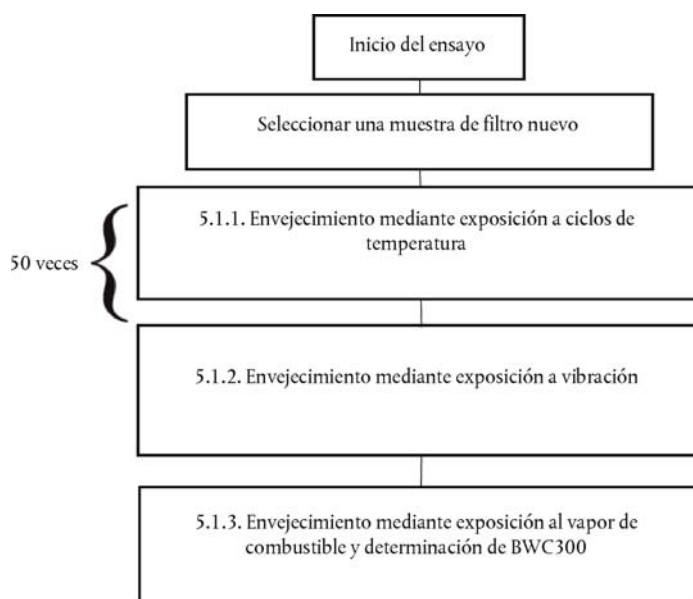 Inicio del ensayo
Seleccionar una muestra de filtro nuevo
5.1.1. Envejecimiento mediante exposición a ciclos de
temperatura
50 veces
5.1.2. Envejecimiento mediante exposición a vibración
5.1.3. Envejecimiento mediante exposición al vapor de
combustible y determinación de BWC300